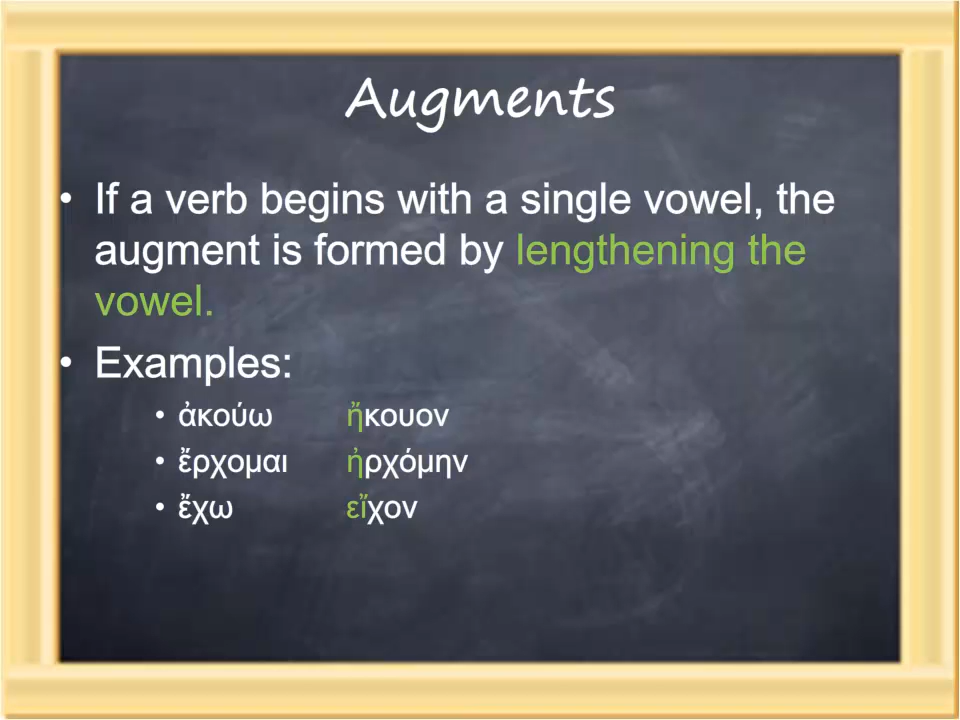 Augments
• If a verb begins with a single vowel, the
augment is formed by lengthening the
vowel.
• Examples:
• ἀκούω ἤκουον
• ἔρχομαι ἠρχόμην
• ἔχω εἴχον